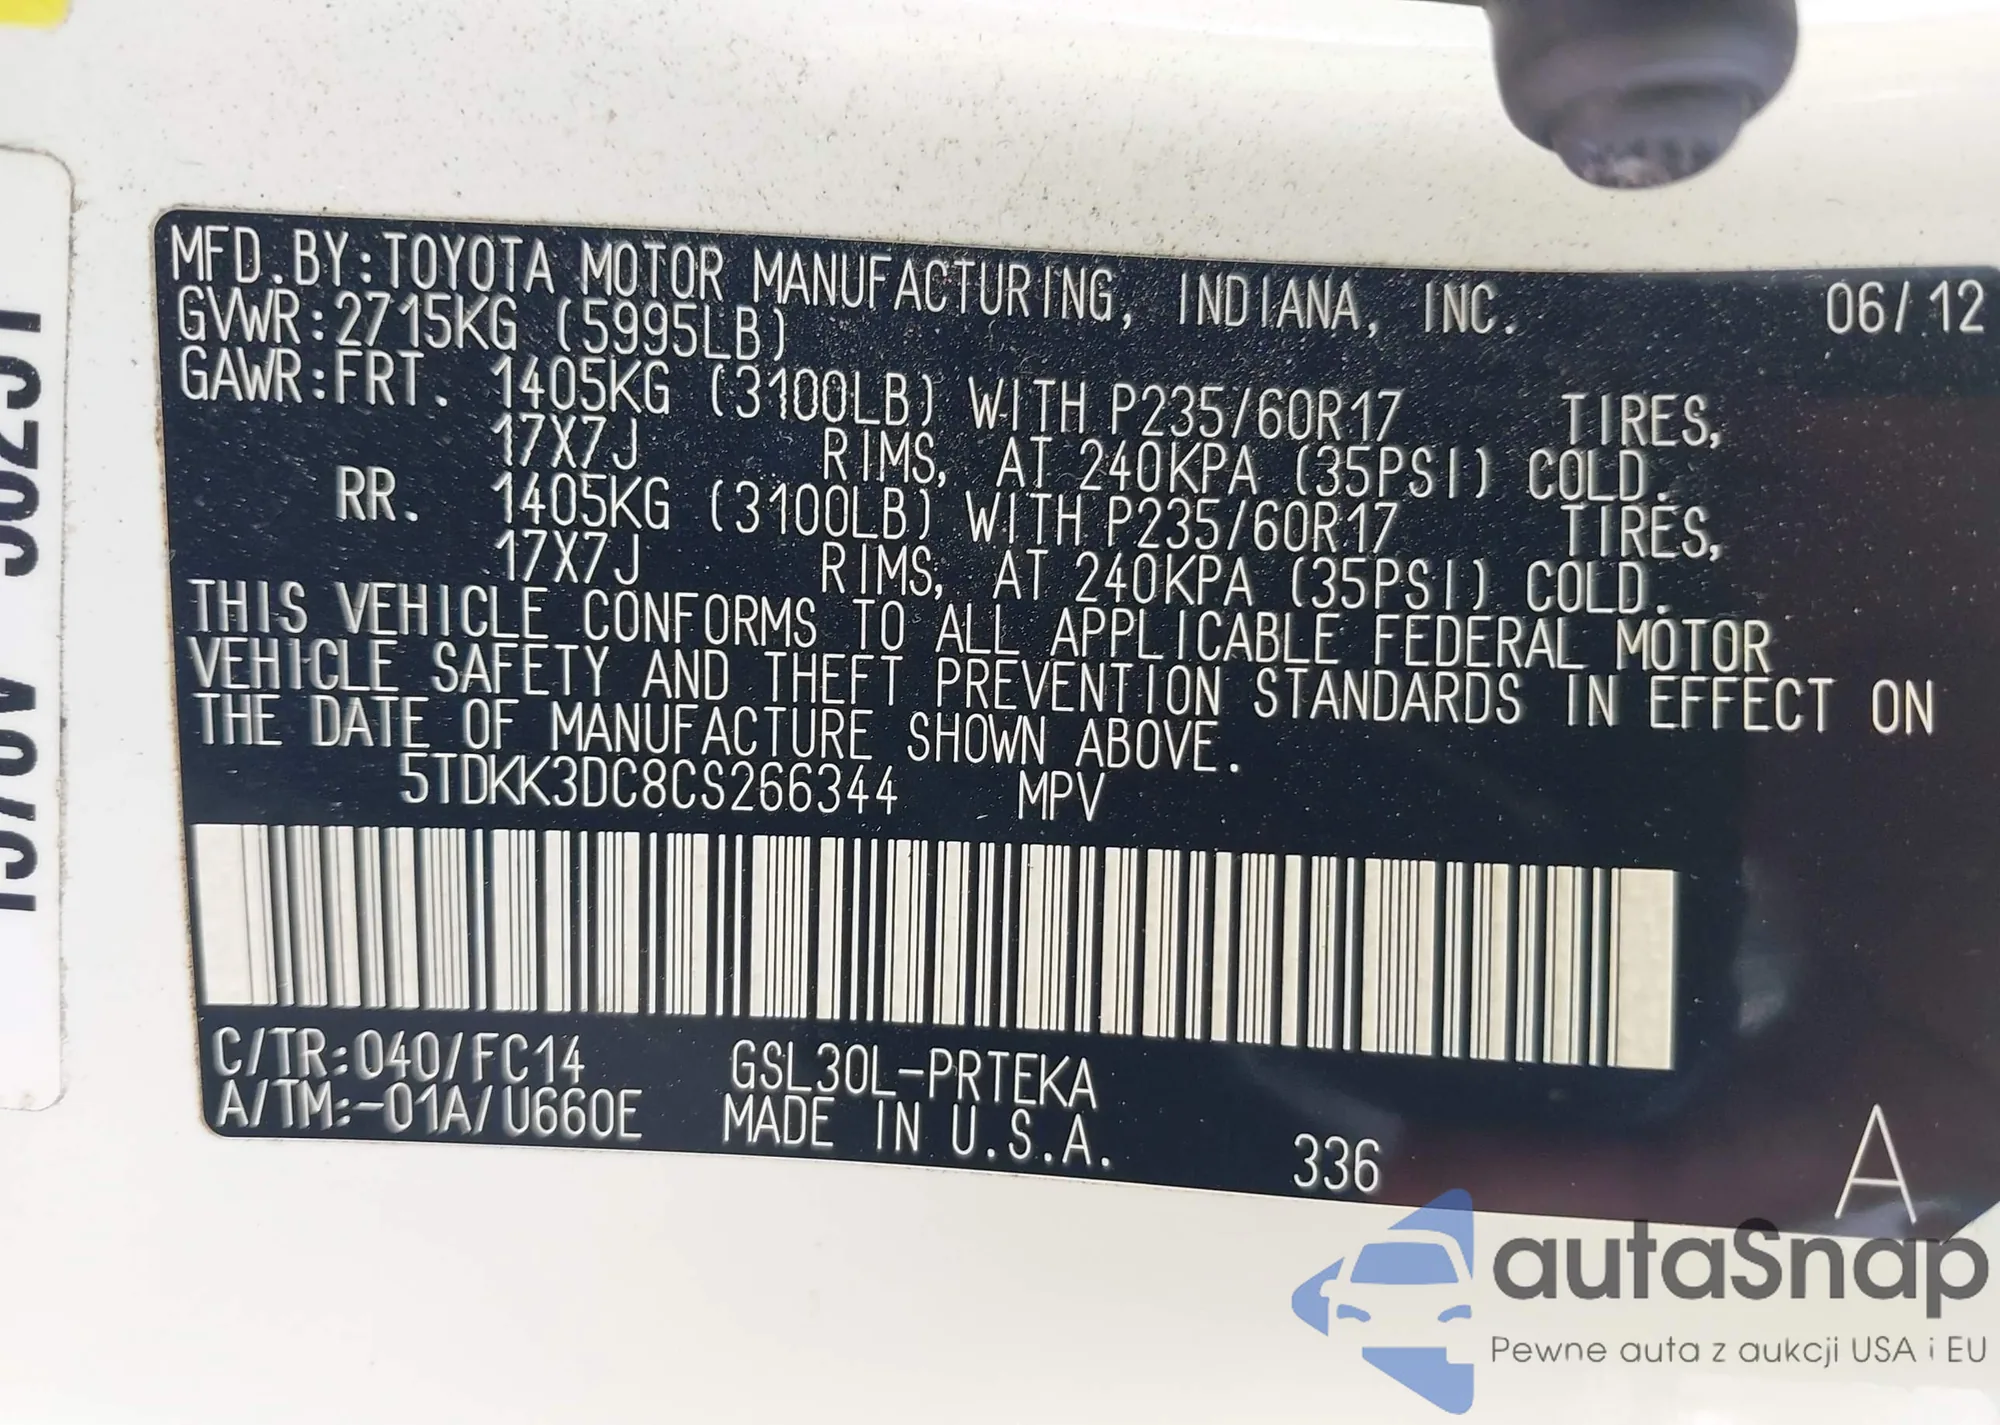 MFD.BY:TOYOTA MOTOR MANUFACTURING, INDIANA, INC. 06/12
GVWR:2715KG (5995LB)
GAWR:FRT. 1405KG (3100LB) WITH P235/60R17 TIRES,
17X7J RIMS, AT 240KPA (35PSI) COLD.
RR. 1405KG (3100LB) WITH P235/60R17 TIRES,
17X7J RIMS, AT 240KPA (35PSI) COLD.
THIS VEHICLE CONFORMS TO ALL APPLICABLE FEDERAL MOTOR
VEHICLE SAFETY AND THEFT PREVENTION STANDARDS IN EFFECT ON
THE DATE OF MANUFACTURE SHOWN ABOVE.
5TDKK3DC8CS266344 MPV
C/TR:040/FC14 GSL30L-PRTEKA
A/TM:-01A/U660E MADE IN U.S.A. 336 A
autaSnap
Pewne auta z aukcji USA i EU